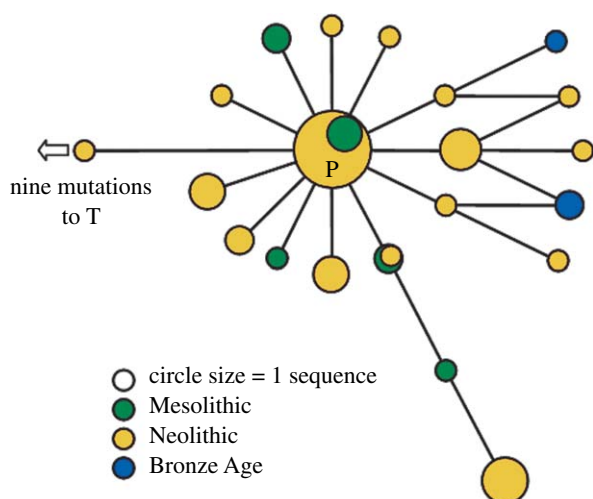 P
nine mutations
to T
circle size = 1 sequence
Mesolithic
Neolithic
Bronze Age